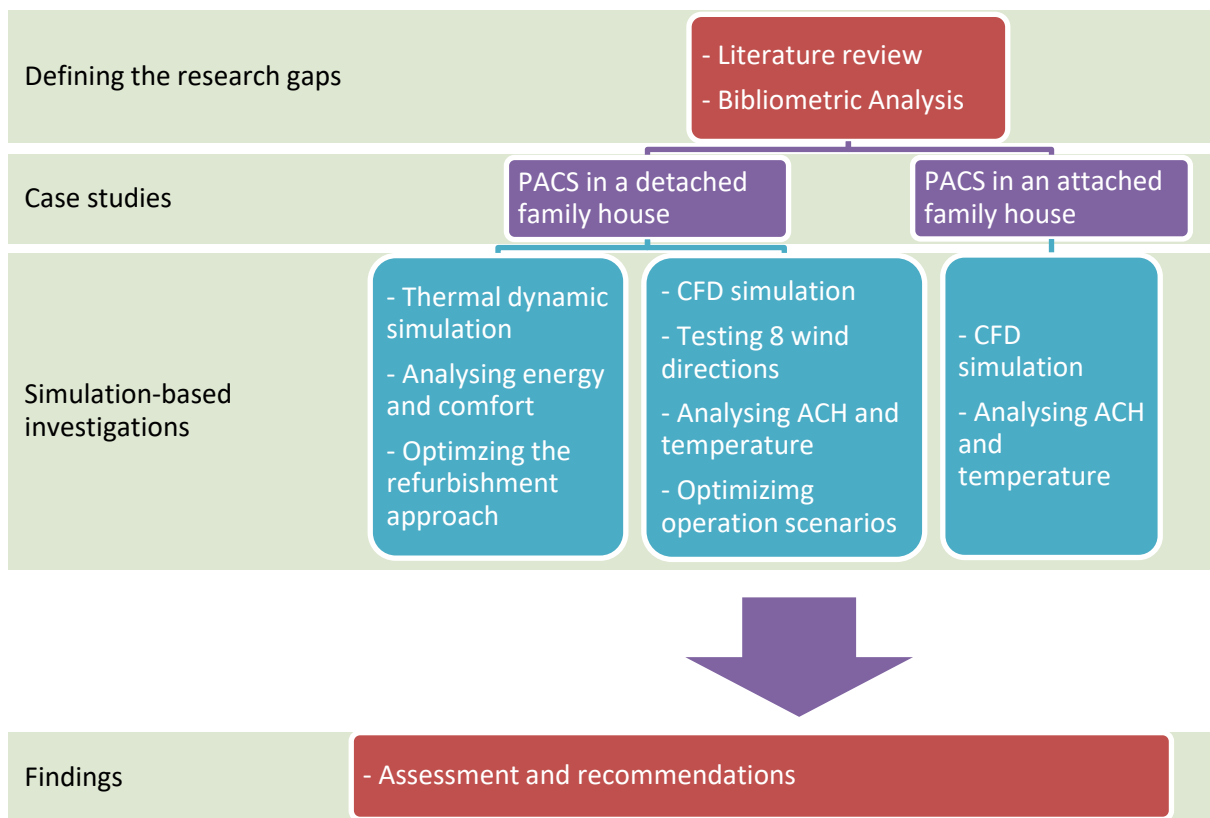 Defining the research gaps
- Literature review
- Bibliometric Analysis
Case studies
PACS in a detached
family house
PACS in an attached
family house
Simulation-based
investigations
- Thermal dynamic
simulation
- Analysing energy
and comfort
- Optimzing the
refurbishment
approach
- CFD simulation
- Testing 8 wind
directions
- Analysing ACH and
temperature
- Optimizimg
operation scenarios
- CFD
simulation
- Analysing ACH
and
temperature
Findings
- Assessment and recommendations